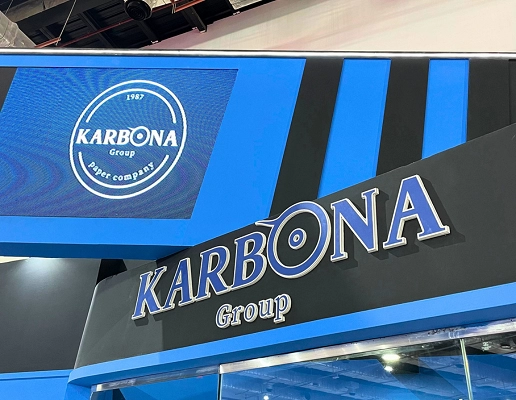 1987
KARBONA
Group
paper company
KARBONA
Group